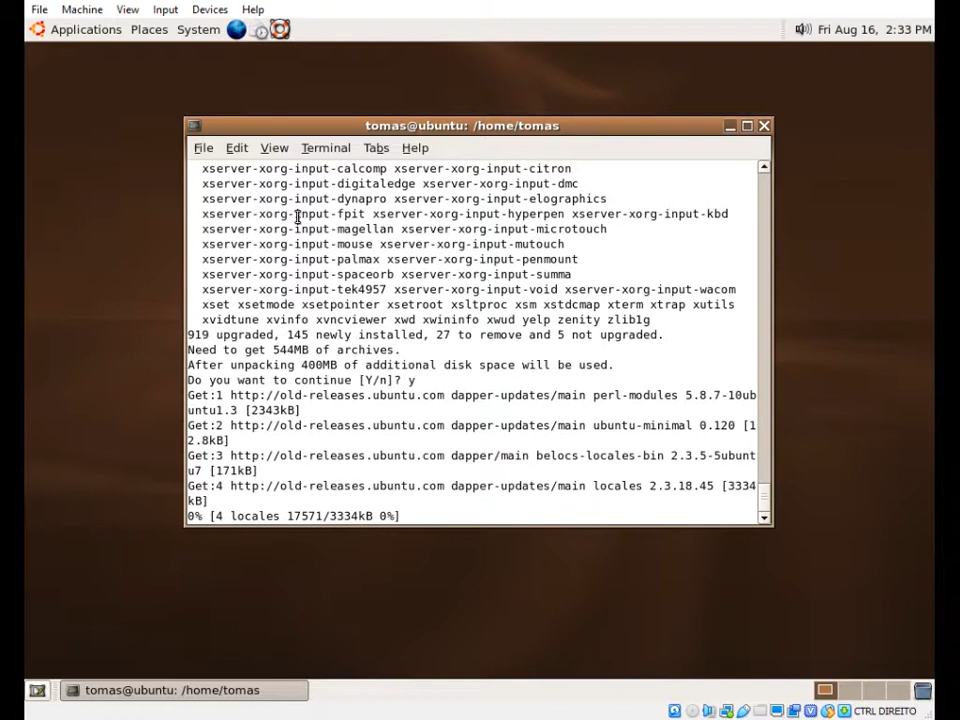 File Machine View Input Devices Help
Applications Places System Fri Aug 16, 2:33 PM
tomas@ubuntu: /home/tomas
File Edit View Terminal Tabs Help
xserver-xorg-input-calcomp xserver-xorg-input-citron
xserver-xorg-input-digitaledge xserver-xorg-input-dmc
xserver-xorg-input-dynapro xserver-xorg-input-elographics
xserver-xorg-input-fpit xserver-xorg-input-hyperpen xserver-xorg-input-kbd
xserver-xorg-input-magellan xserver-xorg-input-microtouch
xserver-xorg-input-mouse xserver-xorg-input-mutouch
xserver-xorg-input-palmax xserver-xorg-input-penmount
xserver-xorg-input-spaceorb xserver-xorg-input-summa
xserver-xorg-input-tek4957 xserver-xorg-input-void xserver-xorg-input-wacom
xset xsetmode xsetpointer xsetroot xsltproc xsm xstdcmap xterm xtrap xutils
xvidtune xvinfo xvncviewer xwd xwininfo xwud yelp zenity zlib1g
919 upgraded, 145 newly installed, 27 to remove and 5 not upgraded.
Need to get 544MB of archives.
After unpacking 400MB of additional disk space will be used.
Do you want to continue [Y/n]? y
Get:1 http://old-releases.ubuntu.com dapper-updates/main perl-modules 5.8.7-10ub
untu1.3 [2343kB]
Get:2 http://old-releases.ubuntu.com dapper-updates/main ubuntu-minimal 0.120 [1
2.8kB]
Get:3 http://old-releases.ubuntu.com dapper/main belocs-locales-bin 2.3.5-5ubunt
u7 [171kB]
Get:4 http://old-releases.ubuntu.com dapper-updates/main locales 2.3.18.45 [3334
kB]
0% [4 locales 17571/3334kB 0%]
tomas@ubuntu: /home/tomas
CTRL DIREITO